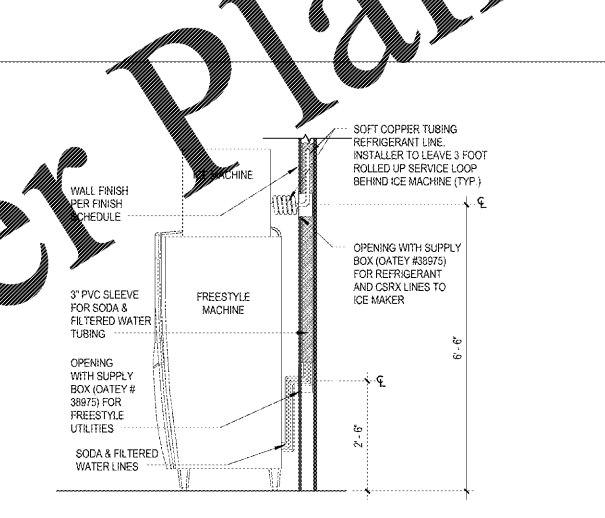 er Plan
SOFT COPPER TUBING
REFRIGERANT LINE.
INSTALLER TO LEAVE 3 FOOT
ROLLED UP SERVICE LOOP
BEHIND ICE MACHINE (TYP.)
ICE MACHINE
WALL FINISH
PER FINISH
SCHEDULE
OPENING WITH SUPPLY
BOX (OATEY #38975)
FOR REFRIGERANT
AND CSRX LINES TO
ICE MAKER
3" PVC SLEEVE
FOR SODA &
FILTERED WATER
TUBING
FREESTYLE
MACHINE
OPENING
WITH SUPPLY
BOX (OATEY #
38975) FOR
FREESTYLE
UTILITIES
SODA & FILTERED
WATER LINES
℄
℄
6' - 6"
2' - 6"